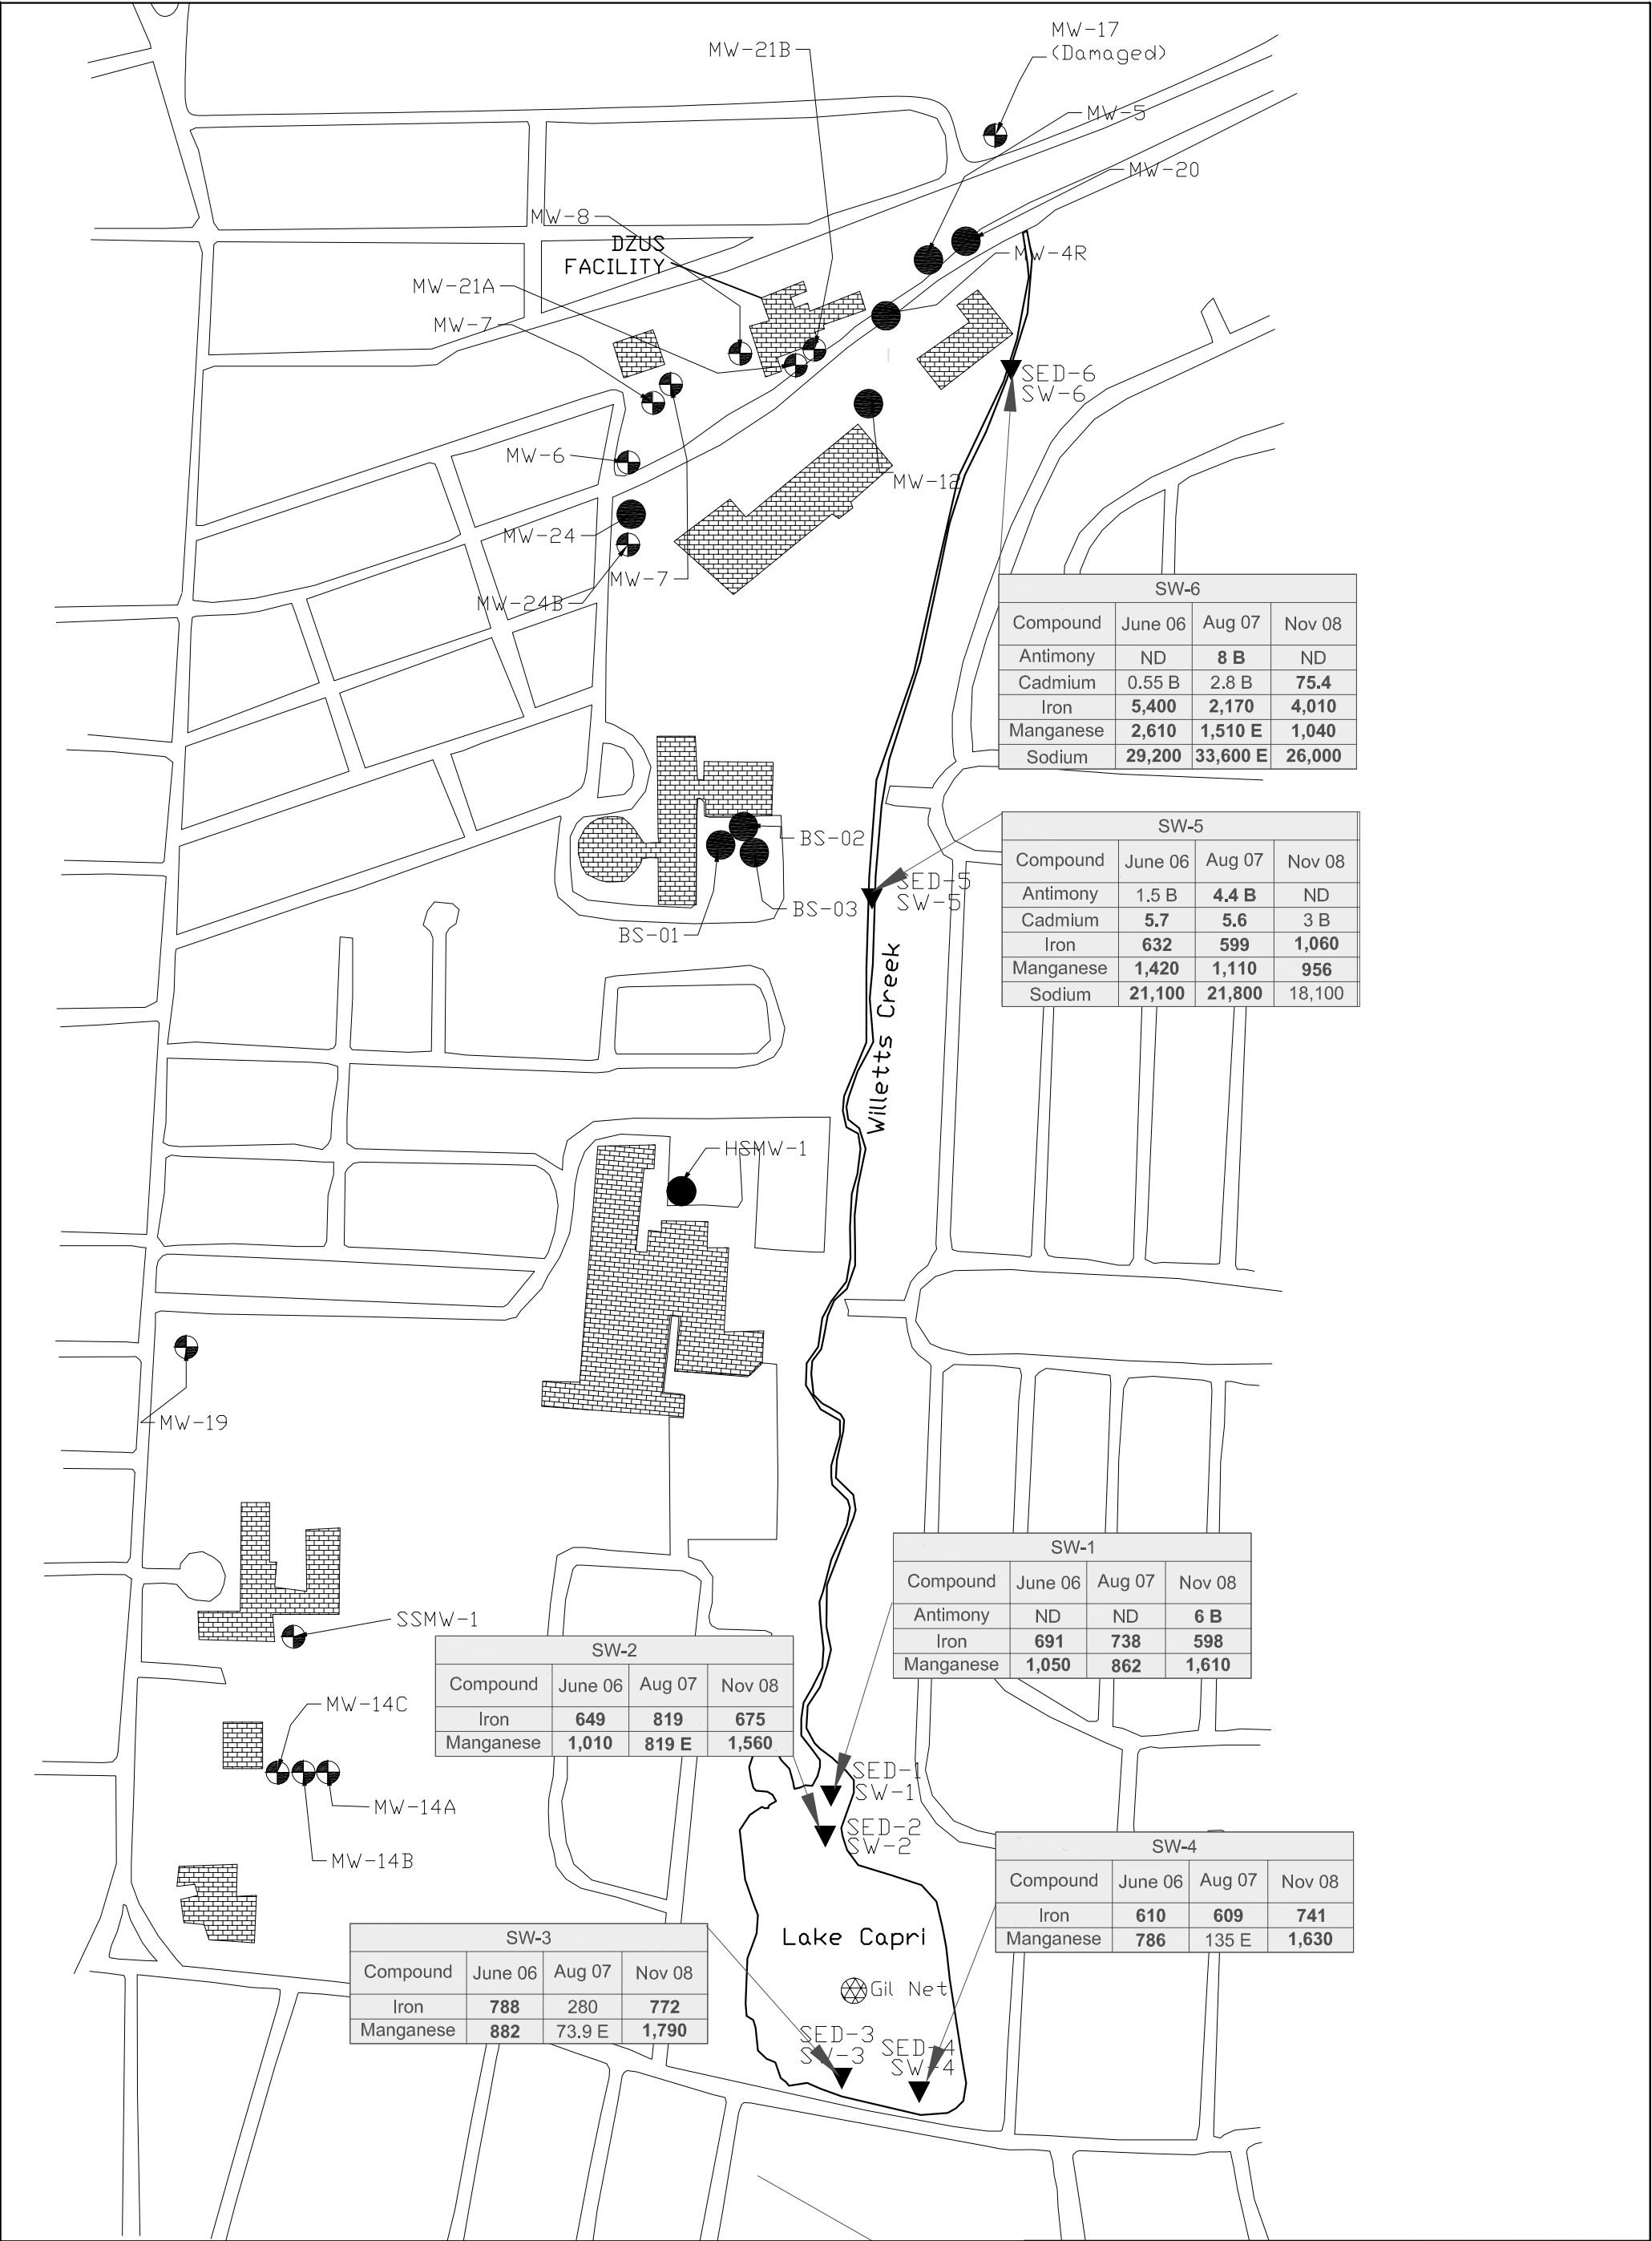 MW-17
(Damaged)
MW-21B
MW-5
MW-20
MW-8
DZUS
FACILITY
MW-4R
MW-21A
MW-7
SED-6
SW-6
MW-6
MW-12
MW-24
MW-7
MW-24B
SW-6
Compound June 06 Aug 07 Nov 08
Antimony ND 8 B ND
Cadmium 0.55 B 2.8 B 75.4
Iron 5,400 2,170 4,010
Manganese 2,610 1,510 E 1,040
Sodium 29,200 33,600 E 26,000
BS-02
BS-03
BS-01
SED-5
SW-5
SW-5
Compound June 06 Aug 07 Nov 08
Antimony 1.5 B 4.4 B ND
Cadmium 5.7 5.6 3 B
Iron 632 599 1,060
Manganese 1,420 1,110 956
Sodium 21,100 21,800 18,100
Willetts Creek
HSMW-1
MW-19
SSMW-1
SW-1
Compound June 06 Aug 07 Nov 08
Antimony ND ND 6 B
Iron 691 738 598
Manganese 1,050 862 1,610
SW-2
Compound June 06 Aug 07 Nov 08
Iron 649 819 675
Manganese 1,010 819 E 1,560
MW-14C
MW-14A
MW-14B
SED-1
SW-1
SED-2
SW-2
SW-4
Compound June 06 Aug 07 Nov 08
Iron 610 609 741
Manganese 786 135 E 1,630
Lake Capri
Gil Net
SW-3
Compound June 06 Aug 07 Nov 08
Iron 788 280 772
Manganese 882 73.9 E 1,790
SED-3
SW-3
SED-4
SW-4